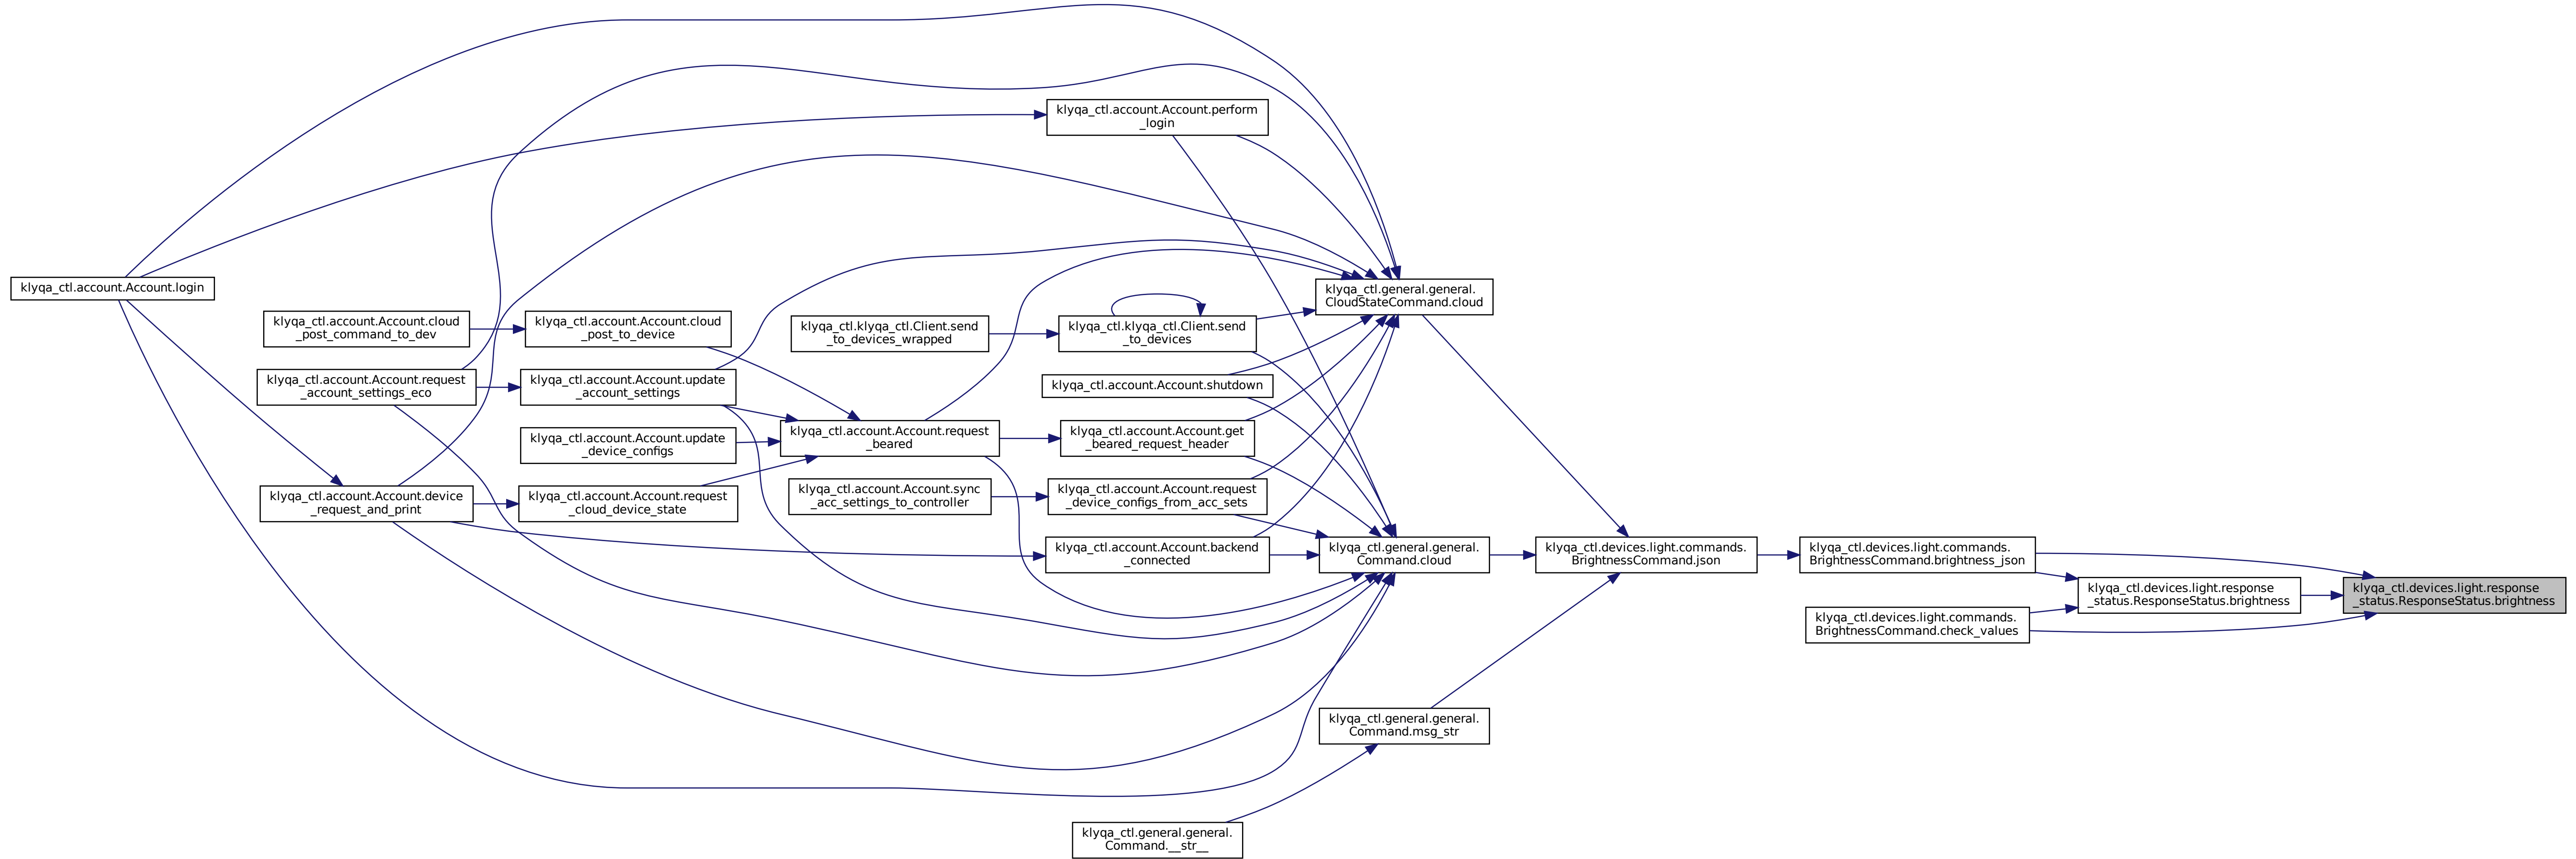 klyqa_ctl.account.Account.perform
_login
klyqa_ctl.account.Account.login
klyqa_ctl.general.general.
CloudStateCommand.cloud
klyqa_ctl.account.Account.cloud
_post_command_to_dev
klyqa_ctl.account.Account.cloud
_post_to_device
klyqa_ctl.klyqa_ctl.Client.send
_to_devices_wrapped
klyqa_ctl.klyqa_ctl.Client.send
_to_devices
klyqa_ctl.account.Account.request
_account_settings_eco
klyqa_ctl.account.Account.update
_account_settings
klyqa_ctl.account.Account.shutdown
klyqa_ctl.account.Account.update
_device_configs
klyqa_ctl.account.Account.request
_beared
klyqa_ctl.account.Account.get
_beared_request_header
klyqa_ctl.account.Account.device
_request_and_print
klyqa_ctl.account.Account.request
_cloud_device_state
klyqa_ctl.account.Account.sync
_acc_settings_to_controller
klyqa_ctl.account.Account.request
_device_configs_from_acc_sets
klyqa_ctl.account.Account.backend
_connected
klyqa_ctl.general.general.
Command.cloud
klyqa_ctl.devices.light.commands.
BrightnessCommand.json
klyqa_ctl.devices.light.commands.
BrightnessCommand.brightness_json
klyqa_ctl.devices.light.response
_status.ResponseStatus.brightness
klyqa_ctl.devices.light.response
_status.ResponseStatus.brightness
klyqa_ctl.devices.light.commands.
BrightnessCommand.check_values
klyqa_ctl.general.general.
Command.msg_str
klyqa_ctl.general.general.
Command.__str__